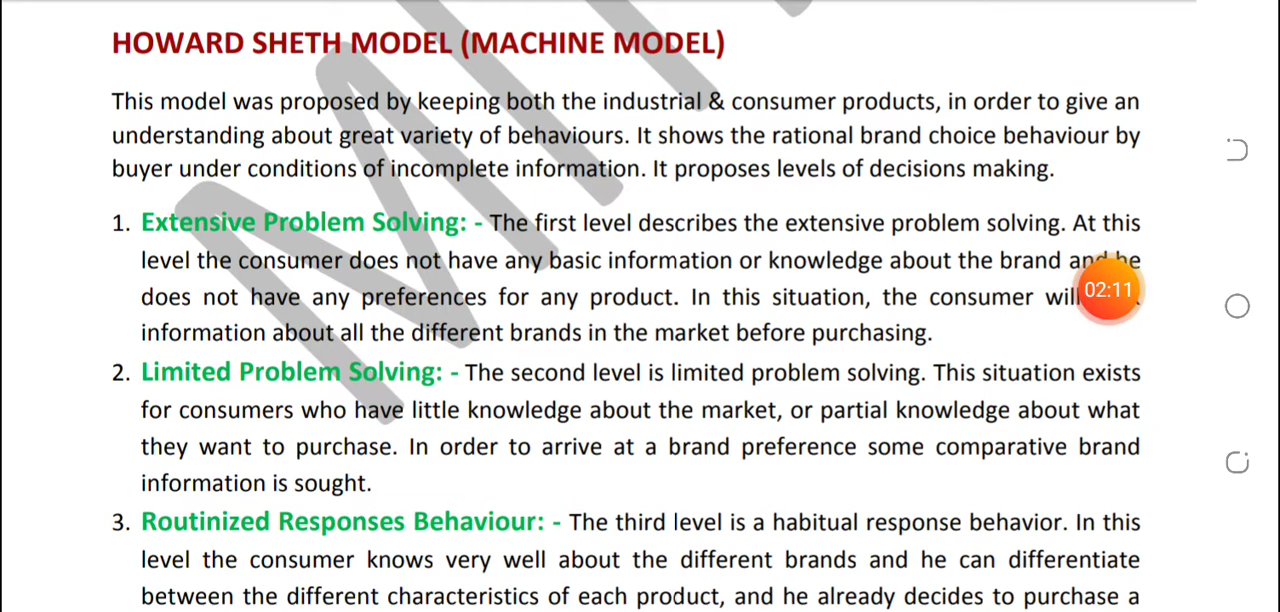 HOWARD SHETH MODEL (MACHINE MODEL)
This model was proposed by keeping both the industrial & consumer products, in order to give an
understanding about great variety of behaviours. It shows the rational brand choice behaviour by
buyer under conditions of incomplete information. It proposes levels of decisions making.
1. Extensive Problem Solving: - The first level describes the extensive problem solving. At this
level the consumer does not have any basic information or knowledge about the brand and he
does not have any preferences for any product. In this situation, the consumer will
02:11
information about all the different brands in the market before purchasing.
2. Limited Problem Solving: - The second level is limited problem solving. This situation exists
for consumers who have little knowledge about the market, or partial knowledge about what
they want to purchase. In order to arrive at a brand preference some comparative brand
information is sought.
3. Routinized Responses Behaviour: - The third level is a habitual response behavior. In this
level the consumer knows very well about the different brands and he can differentiate
between the different characteristics of each product, and he already decides to purchase a